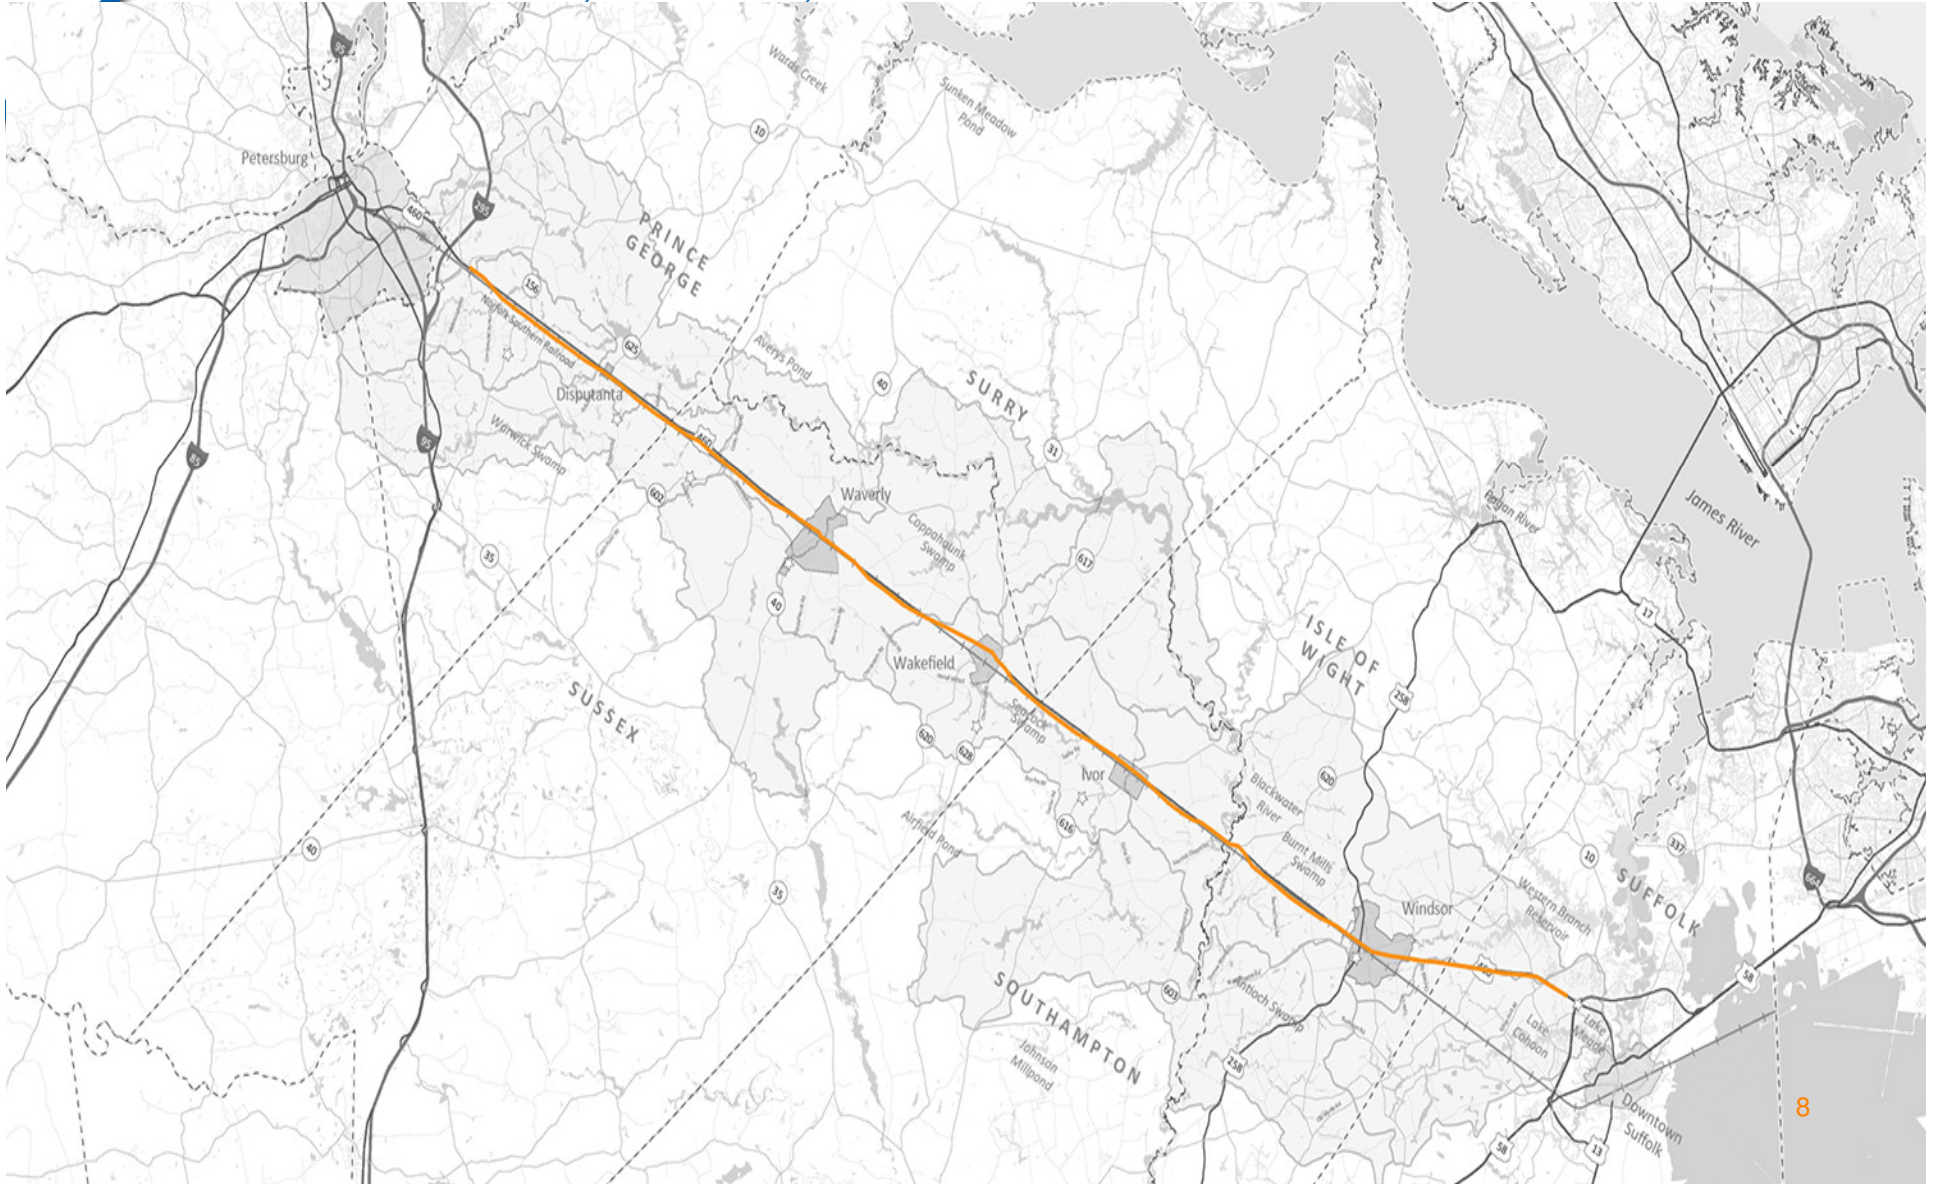 95
Wards Creek
Sunken Meadow
Pond
10
Petersburg
460
295
PRINCE
GEORGE
156
Norfolk Southern Railroad
625
Averys Pond
Disputanta
40
SURRY
460
Warwick Swamp
95
85
31
602
Waverly
Pagan River
James River
Coppahaunk
Swamp
35
617
40
17
ISLE OF
WIGHT
Wakefield
258
SUSSEX
Seacock
Swamp
620
628
Ivor
620
Blackwater
River
616
Airfield Pond
Burnt Mills
Swamp
40
10
337
35
664
SUFFOLK
Western Branch
Reservoir
Windsor
460
58
603
Antioch Swamp
SOUTHAMPTON
Lake
Cohoon
Lake
Meade
Johnson
Millpond
258
Downtown
Suffolk
8
58
13